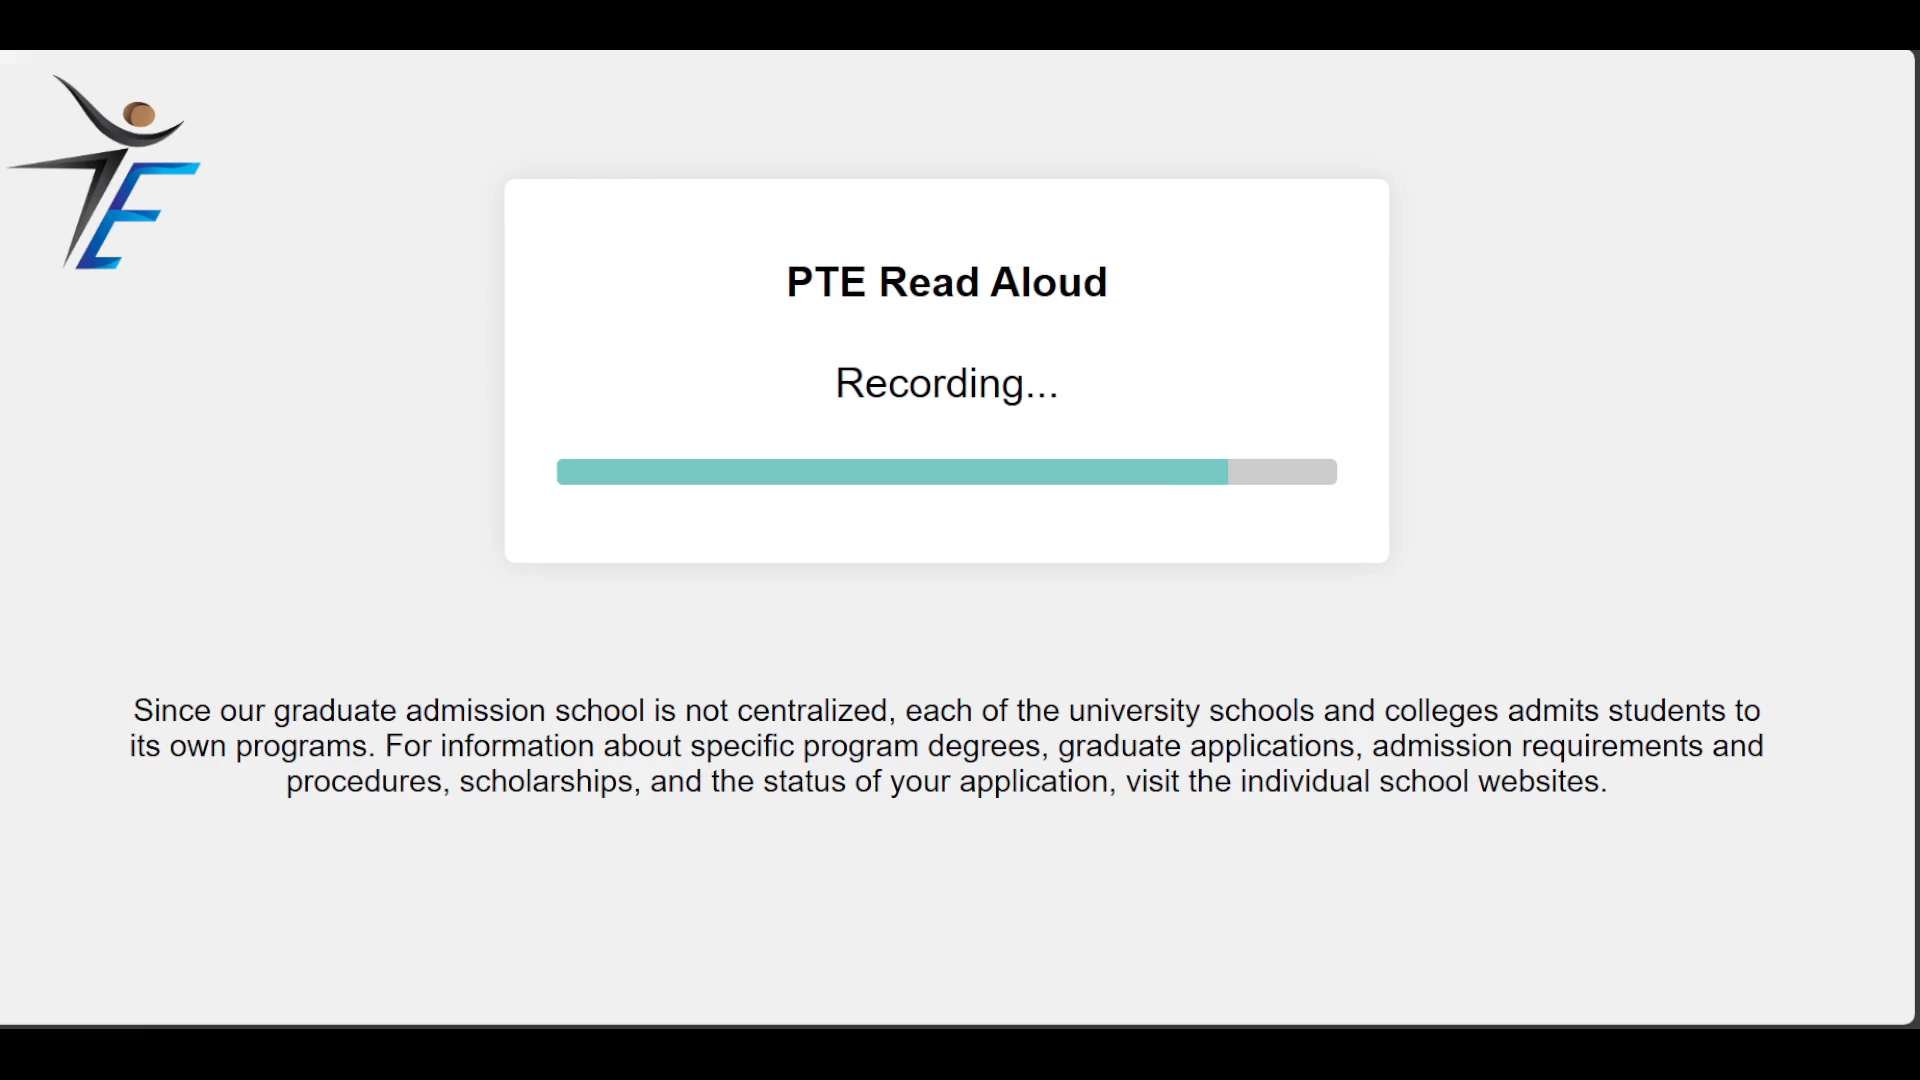 PTE Read Aloud
Recording...
Since our graduate admission school is not centralized, each of the university schools and colleges admits students to
its own programs. For information about specific program degrees, graduate applications, admission requirements and
procedures, scholarships, and the status of your application, visit the individual school websites.